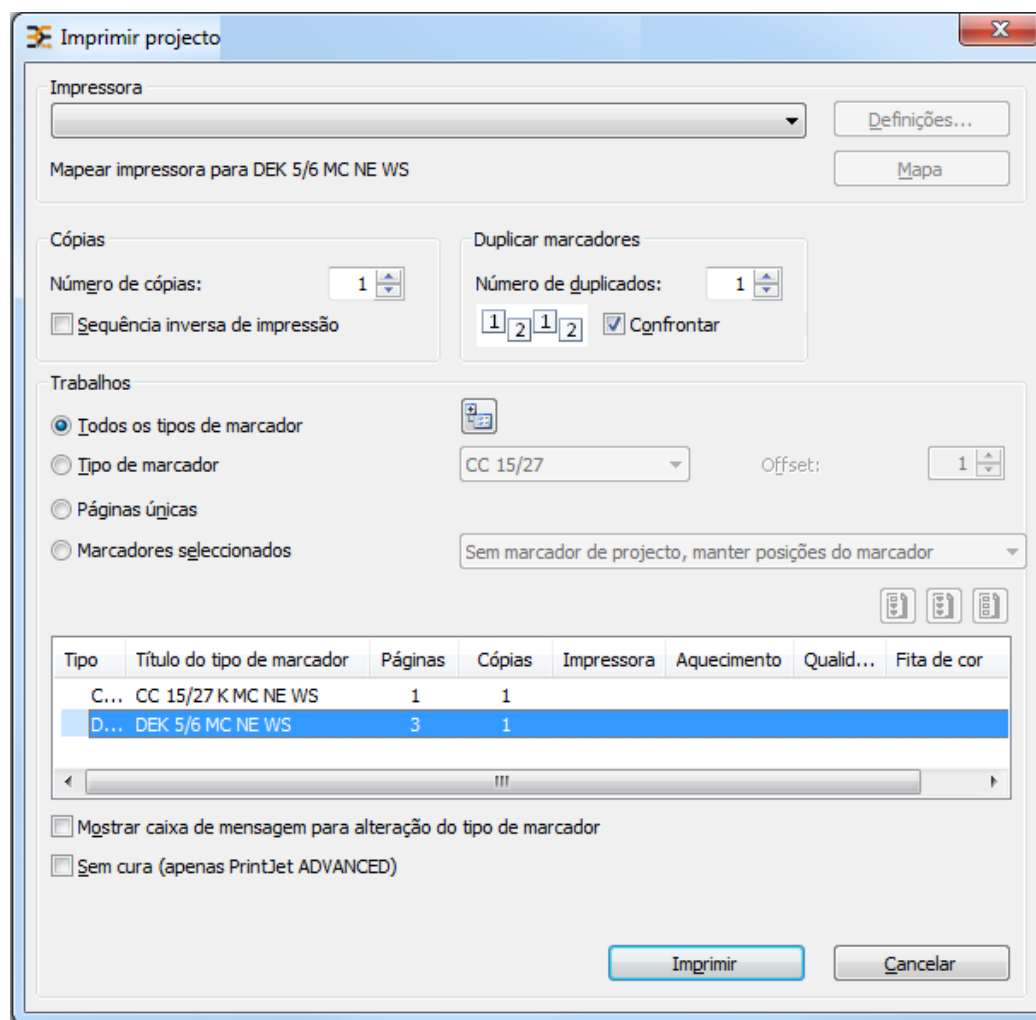 Imprimir projecto
Impressora
Definições...
Mapear impressora para DEK 5/6 MC NE WS
Mapa
Cópias
Número de cópias: 1
Sequência inversa de impressão
Duplicar marcadores
Número de duplicados: 1
1 2 1 2 Confrontar
Trabalhos
Todos os tipos de marcador
Tipo de marcador CC 15/27 Offset: 1
Páginas únicas
Marcadores seleccionados Sem marcador de projecto, manter posições do marcador
Tipo Título do tipo de marcador Páginas Cópias Impressora Aquecimento Qualid... Fita de cor
C... CC 15/27 K MC NE WS 1 1
D... DEK 5/6 MC NE WS 3 1
Mostrar caixa de mensagem para alteração do tipo de marcador
Sem cura (apenas PrintJet ADVANCED)
Imprimir Cancelar